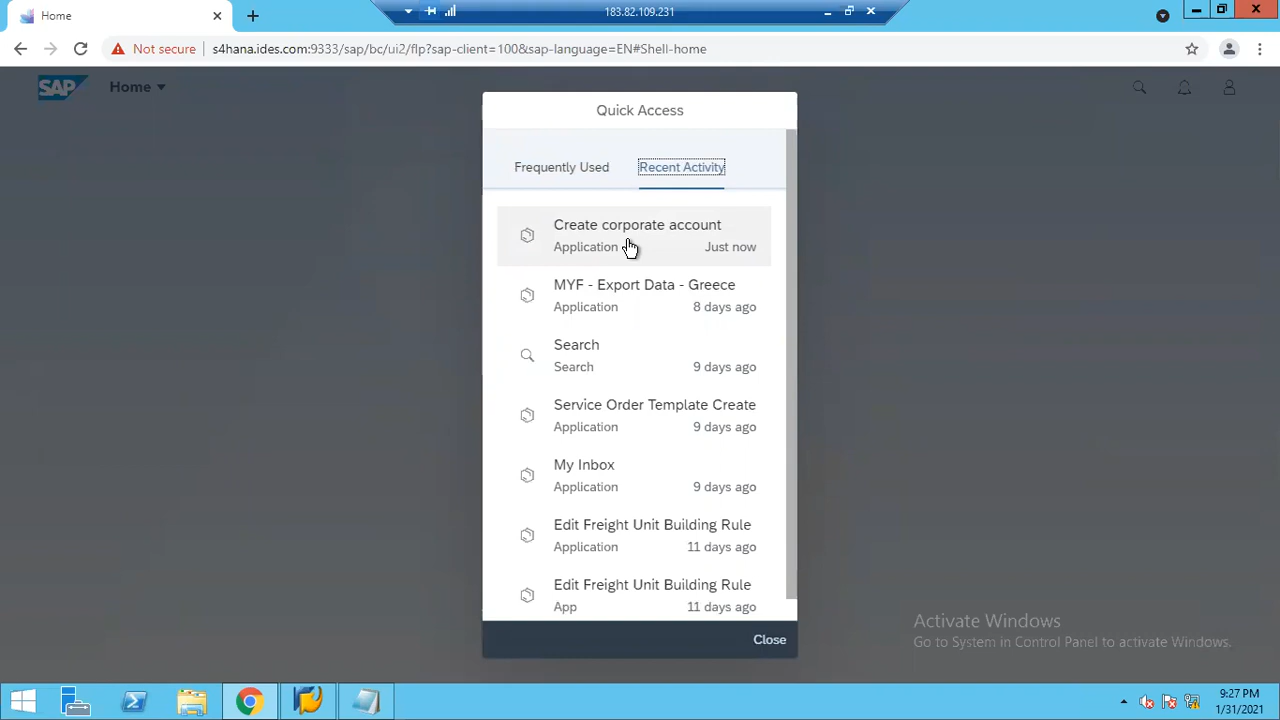 Home
183.82.109.231
Not secure
s4hana.ides.com:9333/sap/bc/ui2/flp?sap-client=100&sap-language=EN#Shell-home
SAP
Home
Quick Access
Frequently Used
Recent Activity
Create corporate account
Application
Just now
MYF - Export Data - Greece
Application
8 days ago
Search
Search
9 days ago
Service Order Template Create
Application
9 days ago
My Inbox
Application
9 days ago
Edit Freight Unit Building Rule
Application
11 days ago
Edit Freight Unit Building Rule
App
11 days ago
Close
Activate Windows
Go to System in Control Panel to activate Windows.
9:27 PM
1/31/2021